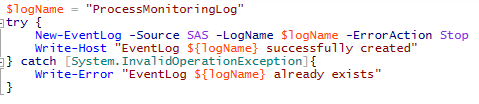 $logName = "ProcessMonitoringLog"
try {
    New-EventLog -Source SAS -LogName $logName -ErrorAction Stop
    Write-Host "EventLog ${logName} successfully created"
} catch [System.InvalidOperationException]{
    Write-Error "EventLog ${logName} already exists"
}